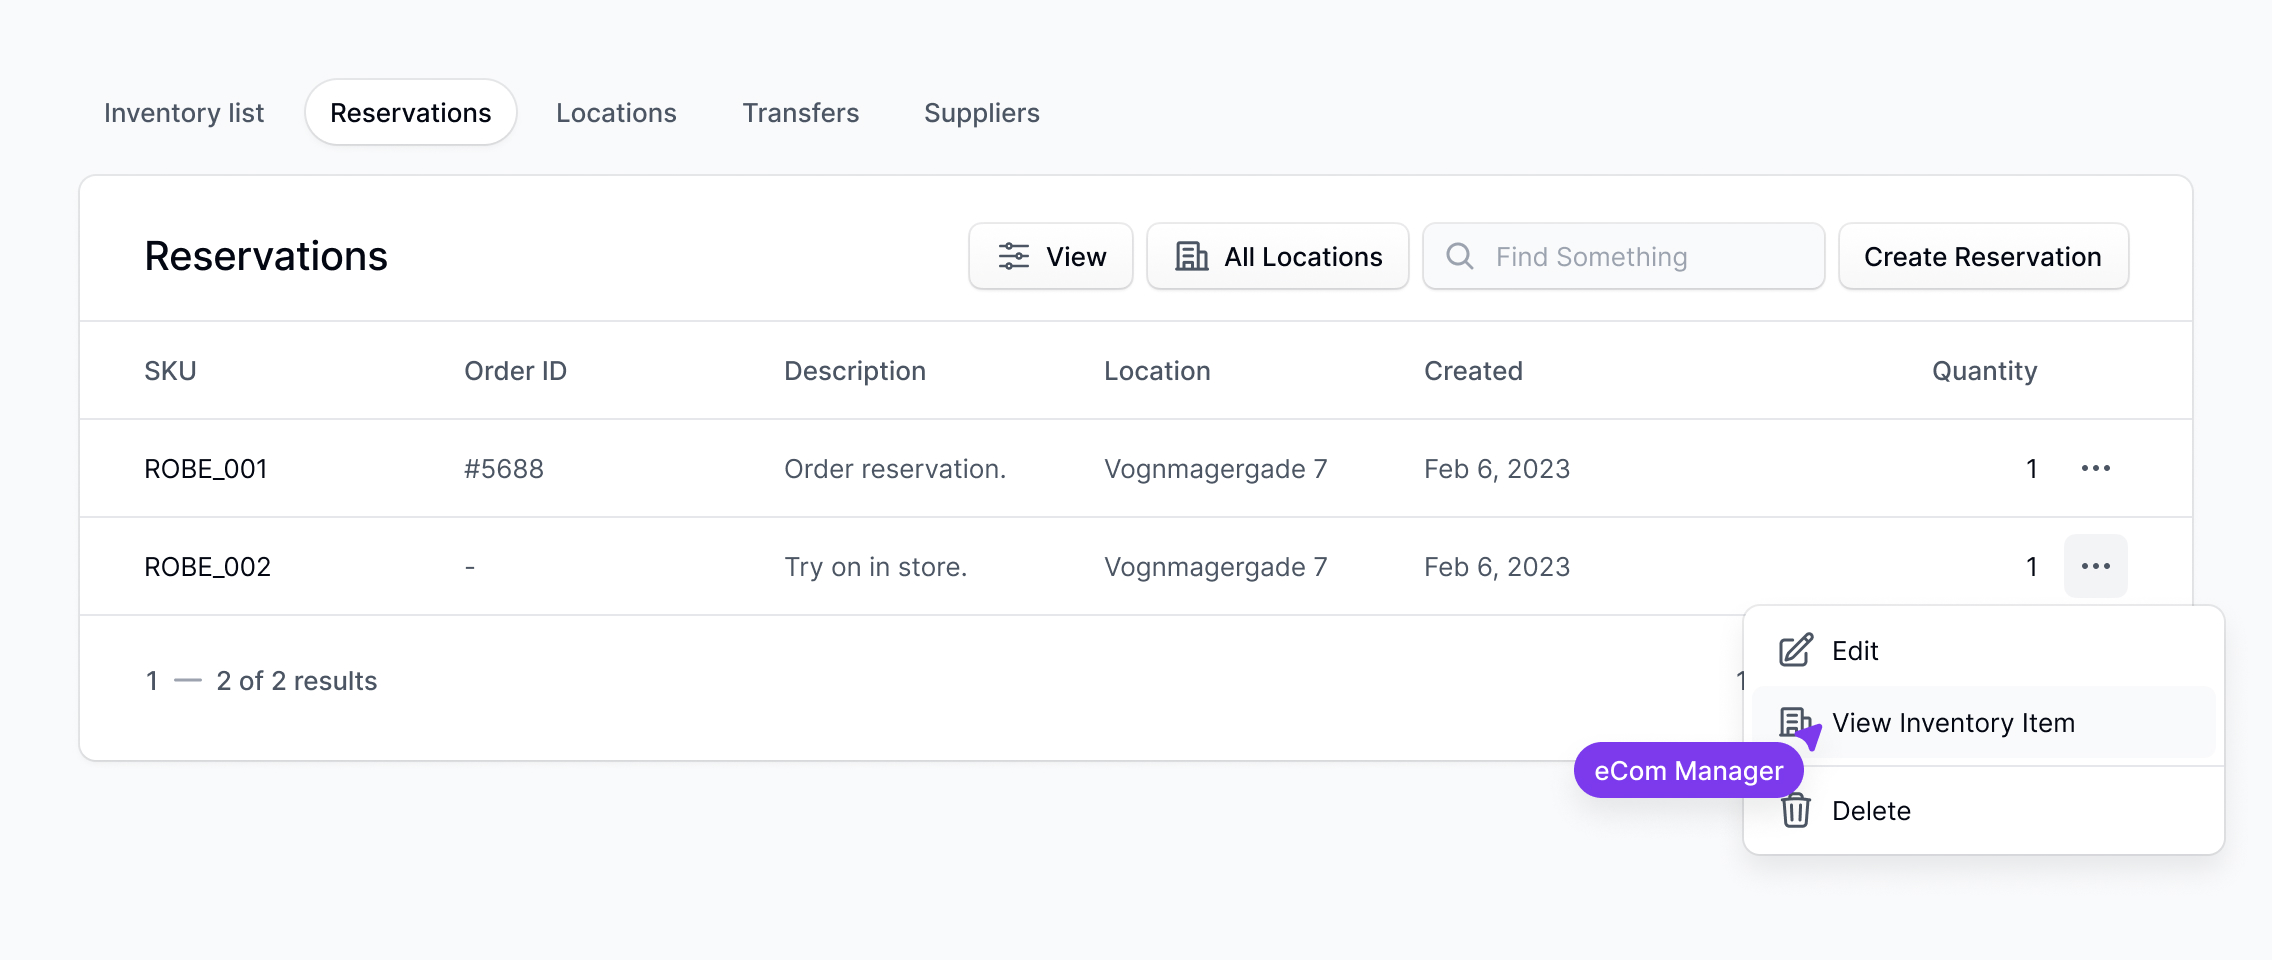 Inventory list Reservations Locations Transfers Suppliers
Reservations View All Locations Find Something Create Reservation
SKU Order ID Description Location Created Quantity
ROBE_001 #5688 Order reservation. Vognmagergade 7 Feb 6, 2023 1
ROBE_002 - Try on in store. Vognmagergade 7 Feb 6, 2023 1
Edit
1 — 2 of 2 results 1
View Inventory Item
eCom Manager
Delete